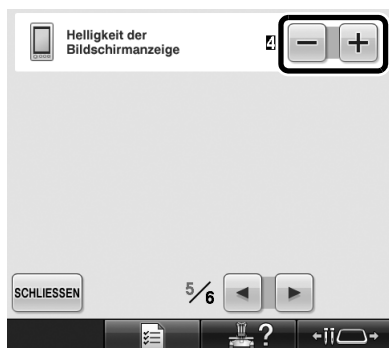 Helligkeit der
Bildschirmanzeige
4
− +
SCHLIESSEN
5/6
?